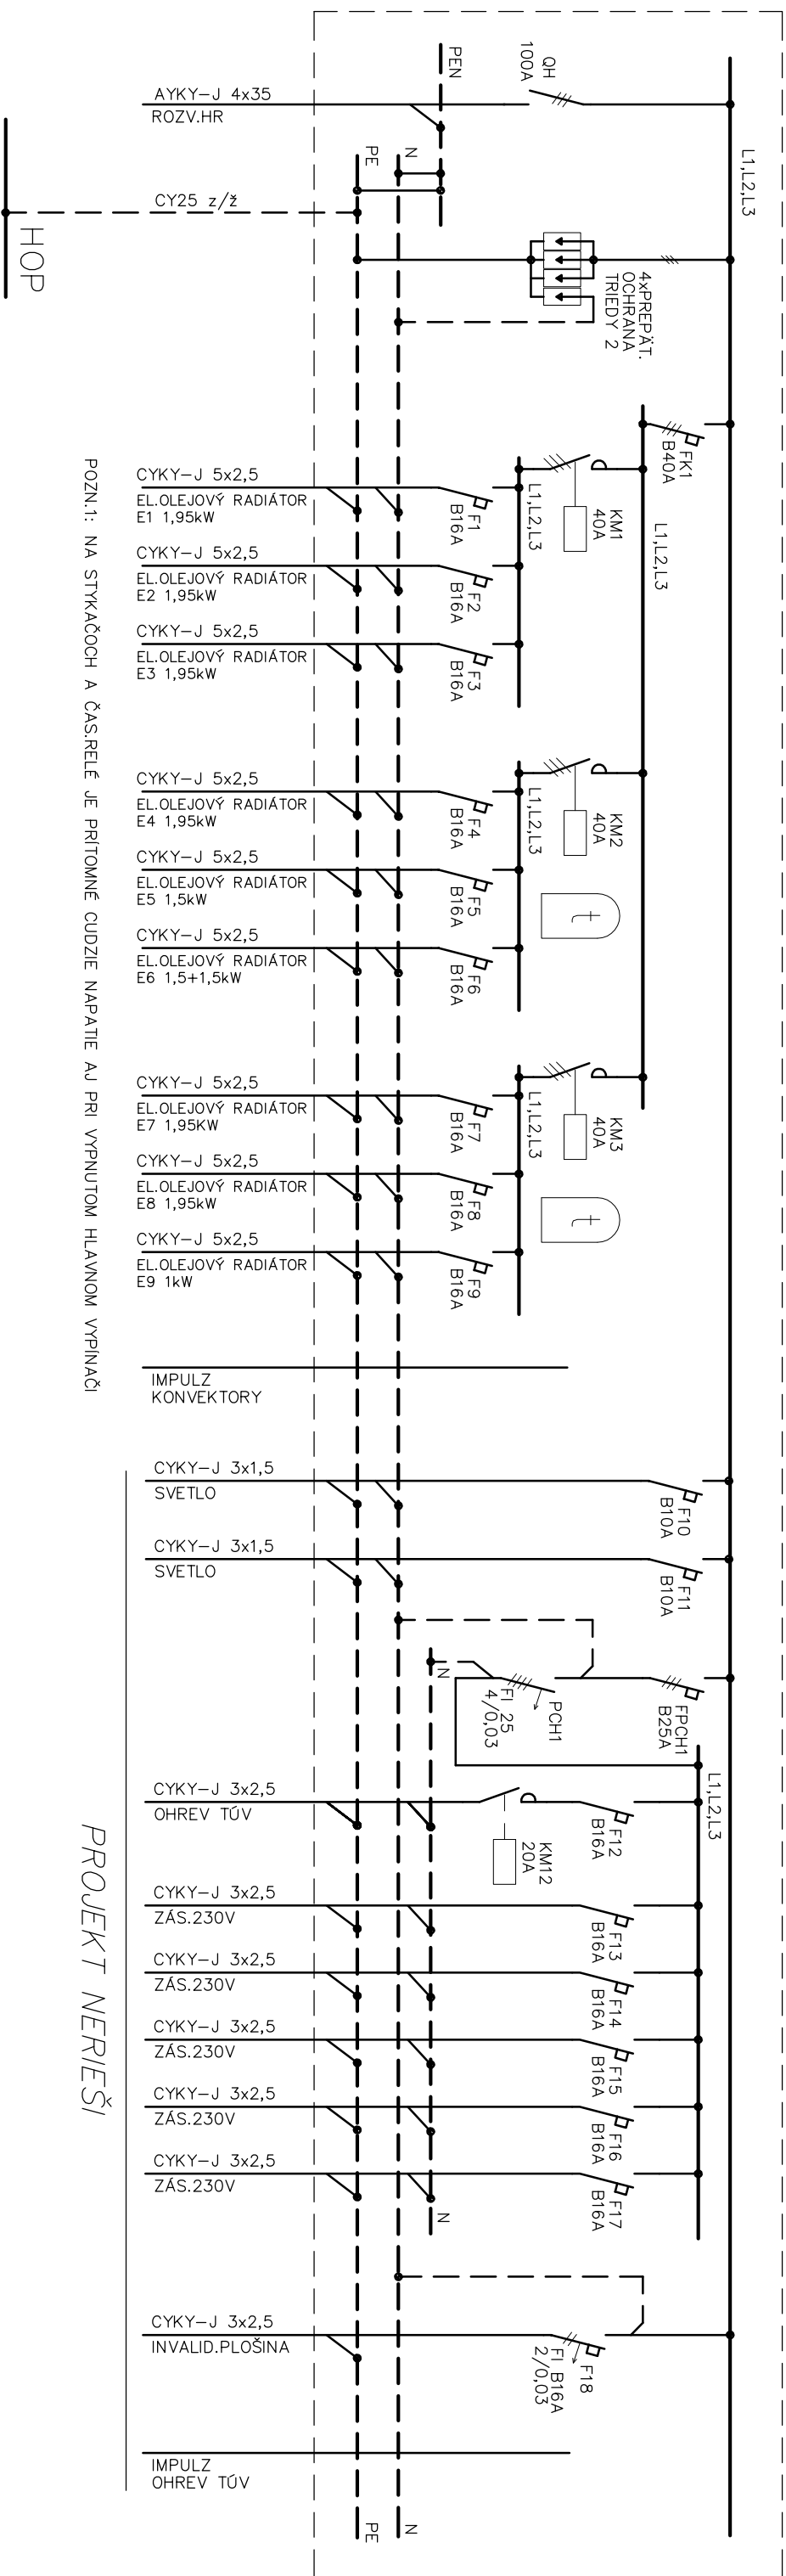 L1,L2,L3
QH
100A
PEN
AYKY-J 4x35
ROZV.HR
N
PE
CY25 z/ž
HOP
4xPREPÄT.
OCHRANA
TRIEDY 2
FK1
B40A
L1,L2,L3
KM1
40A
L1,L2,L3
F1
B16A
CYKY-J 5x2,5
EL.OLEJOVÝ RADIÁTOR
E1 1,95kW
F2
B16A
CYKY-J 5x2,5
EL.OLEJOVÝ RADIÁTOR
E2 1,95kW
F3
B16A
CYKY-J 5x2,5
EL.OLEJOVÝ RADIÁTOR
E3 1,95kW
KM2
40A
L1,L2,L3
t
F4
B16A
CYKY-J 5x2,5
EL.OLEJOVÝ RADIÁTOR
E4 1,95kW
F5
B16A
CYKY-J 5x2,5
EL.OLEJOVÝ RADIÁTOR
E5 1,5kW
F6
B16A
CYKY-J 5x2,5
EL.OLEJOVÝ RADIÁTOR
E6 1,5+1,5kW
KM3
40A
L1,L2,L3
t
F7
B16A
CYKY-J 5x2,5
EL.OLEJOVÝ RADIÁTOR
E7 1,95KW
F8
B16A
CYKY-J 5x2,5
EL.OLEJOVÝ RADIÁTOR
E8 1,95kW
F9
B16A
CYKY-J 5x2,5
EL.OLEJOVÝ RADIÁTOR
E9 1kW
POZN.1: NA STYKAČOCH A ČAS.RELÉ JE PRÍTOMNÉ CUDZIE NAPATIE AJ PRI VYPNUTOM HLAVNOM VYPÍNAČI
IMPULZ
KONVEKTORY
F10
B10A
CYKY-J 3x1,5
SVETLO
F11
B10A
CYKY-J 3x1,5
SVETLO
FPCH1
B25A
PCH1
FI 25
4/0,03
N
L1,L2,L3
F12
B16A
KM12
20A
CYKY-J 3x2,5
OHREV TÚV
F13
B16A
CYKY-J 3x2,5
ZÁS.230V
F14
B16A
CYKY-J 3x2,5
ZÁS.230V
F15
B16A
CYKY-J 3x2,5
ZÁS.230V
F16
B16A
CYKY-J 3x2,5
ZÁS.230V
F17
B16A
CYKY-J 3x2,5
ZÁS.230V
N
PROJEKT NERIEŠI
F18
FI B16A
2/0,03
CYKY-J 3x2,5
INVALID.PLOŠINA
IMPULZ
OHREV TÚV
N
PE